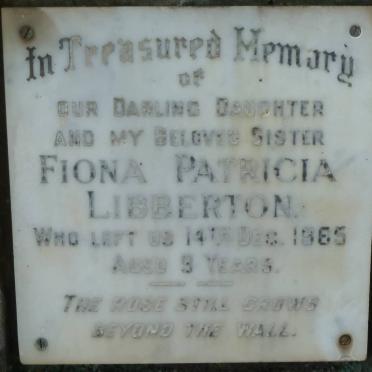 In Treasured Memory
OF
OUR DARLING DAUGHTER
AND MY BELOVED SISTER
FIONA PATRICIA
LIBBERTON.
WHO LEFT US 14TH DEC. 1965
AGED 9 YEARS.
THE ROSE STILL GROWS
BEYOND THE WALL.